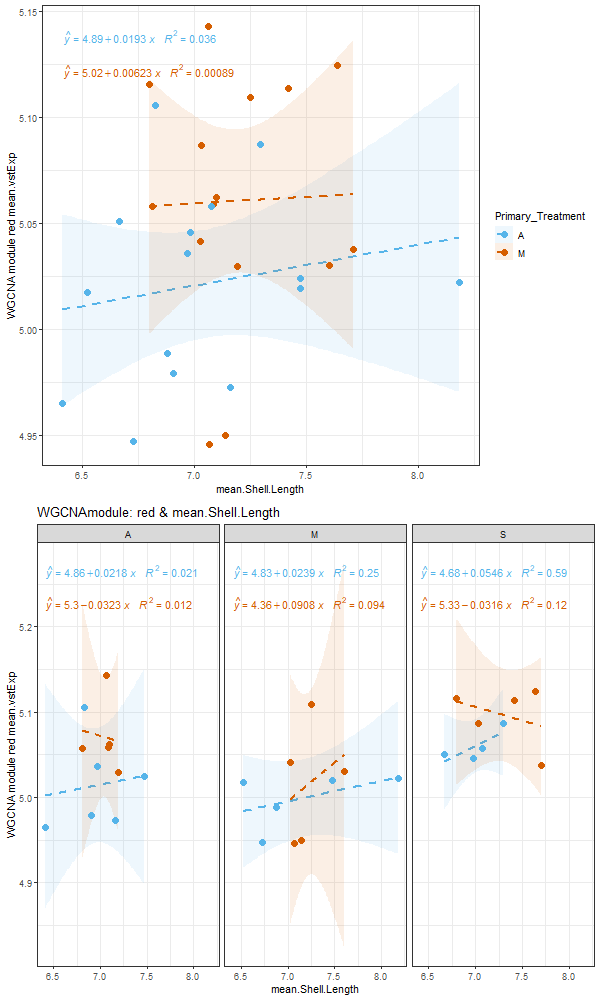 5.15
ŷ = 4.89 + 0.0193 x R² = 0.036
ŷ = 5.02 + 0.00623 x R² = 0.00089
5.10
5.05
5.00
4.95
WGCNA module red mean.vstExp
6.5 7.0 7.5 8.0
mean.Shell.Length
Primary_Treatment
A
M
WGCNAmodule: red & mean.Shell.Length
A M S
ŷ = 4.86 + 0.0218 x R² = 0.021
ŷ = 5.3 − 0.0323 x R² = 0.012
ŷ = 4.83 + 0.0239 x R² = 0.25
ŷ = 4.36 + 0.0908 x R² = 0.094
ŷ = 4.68 + 0.0546 x R² = 0.59
ŷ = 5.33 − 0.0316 x R² = 0.12
5.2
5.1
5.0
4.9
WGCNA module red mean.vstExp
6.5 7.0 7.5 8.0 6.5 7.0 7.5 8.0 6.5 7.0 7.5 8.0
mean.Shell.Length